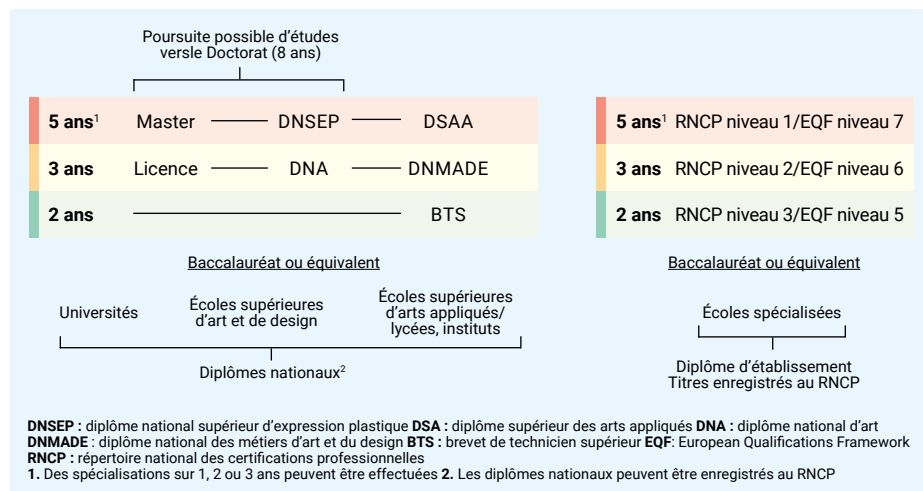 Poursuite possible d'études
versle Doctorat (8 ans)
5 ans¹ Master DNSEP DSAA
3 ans Licence DNA DNMADE
2 ans BTS
Baccalauréat ou équivalent
Universités
Écoles supérieures
d'art et de design
Écoles supérieures
d'arts appliqués/
lycées, instituts
Diplômes nationaux²
5 ans¹ RNCP niveau 1/EQF niveau 7
3 ans RNCP niveau 2/EQF niveau 6
2 ans RNCP niveau 3/EQF niveau 5
Baccalauréat ou équivalent
Écoles spécialisées
Diplôme d'établissement
Titres enregistrés au RNCP
DNSEP : diplôme national supérieur d'expression plastique DSA : diplôme supérieur des arts appliqués DNA : diplôme national d'art
DNMADE : diplôme national des métiers d'art et du design BTS : brevet de technicien supérieur EQF: European Qualifications Framework
RNCP : répertoire national des certifications professionnelles
1. Des spécialisations sur 1, 2 ou 3 ans peuvent être effectuées 2. Les diplômes nationaux peuvent être enregistrés au RNCP